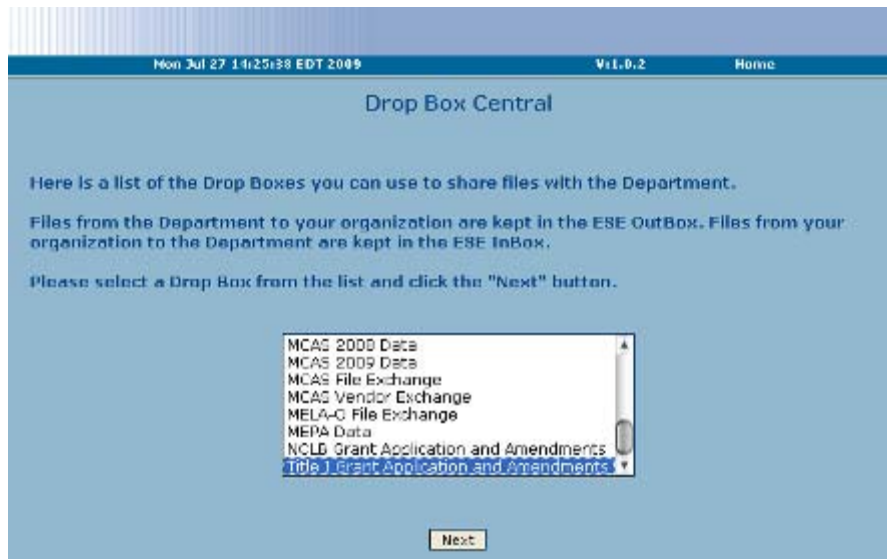 Mon Jul 27 14:25:38 EDT 2009 V:1.0.2 Home
Drop Box Central
Here is a list of the Drop Boxes you can use to share files with the Department.
Files from the Department to your organization are kept in the ESE OutBox. Files from your
organization to the Department are kept in the ESE InBox.
Please select a Drop Box from the list and click the "Next" button.
MCAS 2008 Data
MCAS 2009 Data
MCAS File Exchange
MCAS Vendor Exchange
MELA-O File Exchange
MEPA Data
NCLB Grant Application and Amendments
Title I Grant Application and Amendments
Next